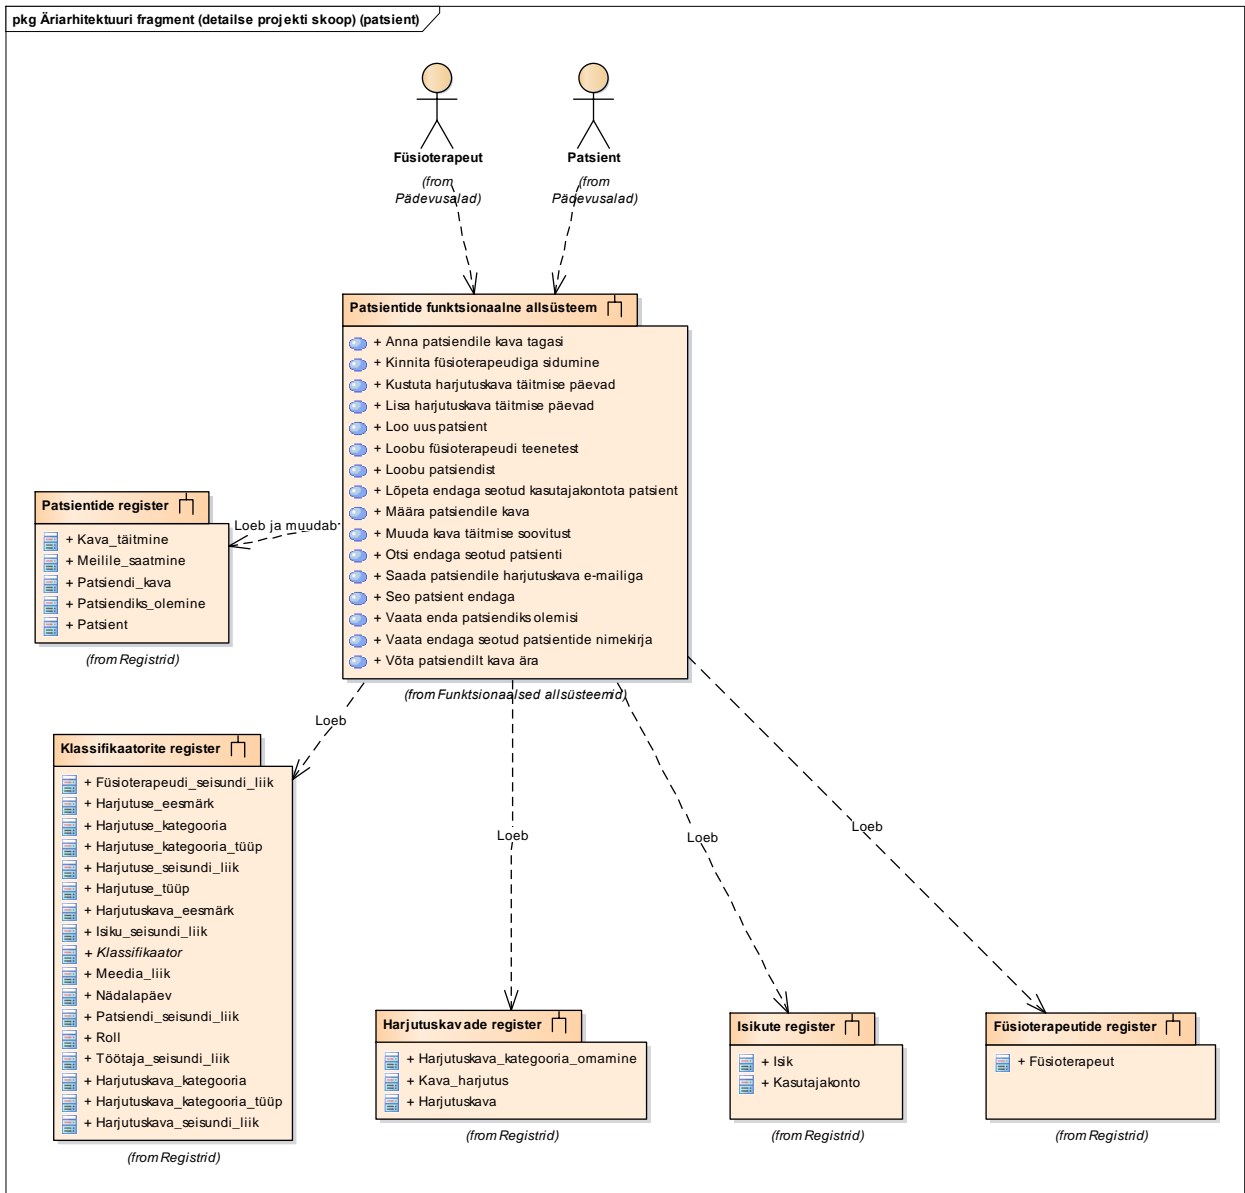 pkg Äriarhitektuuri fragment (detailse projekti skoop) (patsient)
Füsioterapeut
(from
Pädevusalad)
Patsient
(from
Pädevusalad)
Patsientide funktsionaalne allsüsteem
+ Anna patsiendile kava tagasi
+ Kinnita füsioterapeudiga sidumine
+ Kustuta harjutuskava täitmise päevad
+ Lisa harjutuskava täitmise päevad
+ Loo uus patsient
+ Loobu füsioterapeudi teenetest
+ Loobu patsiendist
+ Lõpeta endaga seotud kasutajakontota patsient
+ Määra patsiendile kava
+ Muuda kava täitmise soovitust
+ Otsi endaga seotud patsienti
+ Saada patsiendile harjutuskava e-mailiga
+ Seo patsient endaga
+ Vaata enda patsiendiks olemisi
+ Vaata endaga seotud patsientide nimekirja
+ Võta patsiendilt kava ära
(from Funktsionaalsed allsüsteemid)
Loeb ja muudab
Patsientide register
+ Kava_täitmine
+ Meilile_saatmine
+ Patsiendi_kava
+ Patsiendiks_olemine
+ Patsient
(from Registrid)
Loeb
Klassifikaatorite register
+ Füsioterapeudi_seisundi_liik
+ Harjutuse_eesmärk
+ Harjutuse_kategooria
+ Harjutuse_kategooria_tüüp
+ Harjutuse_seisundi_liik
+ Harjutuse_tüüp
+ Harjutuskava_eesmärk
+ Isiku_seisundi_liik
+ Klassifikaator
+ Meedia_liik
+ Nädalapäev
+ Patsiendi_seisundi_liik
+ Roll
+ Töötaja_seisundi_liik
+ Harjutuskava_kategooria
+ Harjutuskava_kategooria_tüüp
+ Harjutuskava_seisundi_liik
(from Registrid)
Loeb
Harjutuskavade register
+ Harjutuskava_kategooria_omamine
+ Kava_harjutus
+ Harjutuskava
(from Registrid)
Loeb
Isikute register
+ Isik
+ Kasutajakonto
(from Registrid)
Loeb
Füsioterapeutide register
+ Füsioterapeut
(from Registrid)